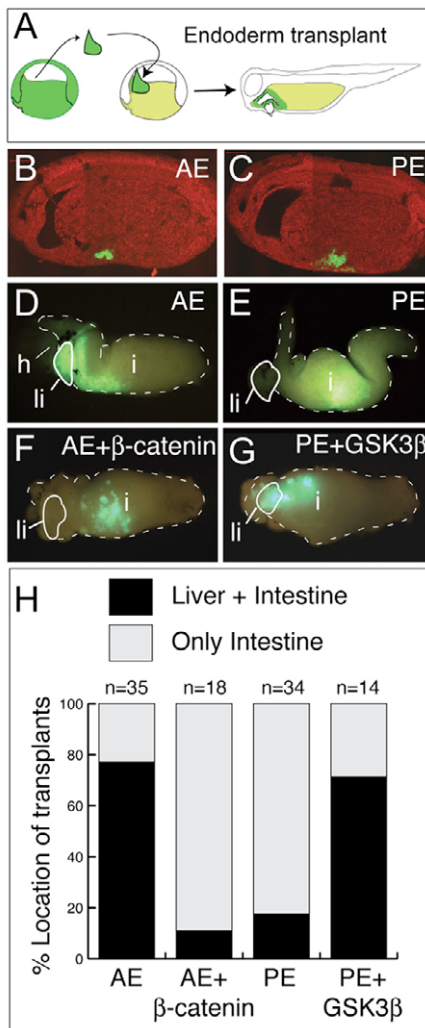 A
Endoderm transplant
B AE
C PE
D AE
h
li
i
E PE
li
i
F AE+β-catenin
li
i
G PE+GSK3β
li
i
H
Liver + Intestine
Only Intestine
n=35 n=18 n=34 n=14
% Location of transplants
100
80
60
40
20
0
AE AE+ PE PE+
β-catenin GSK3β